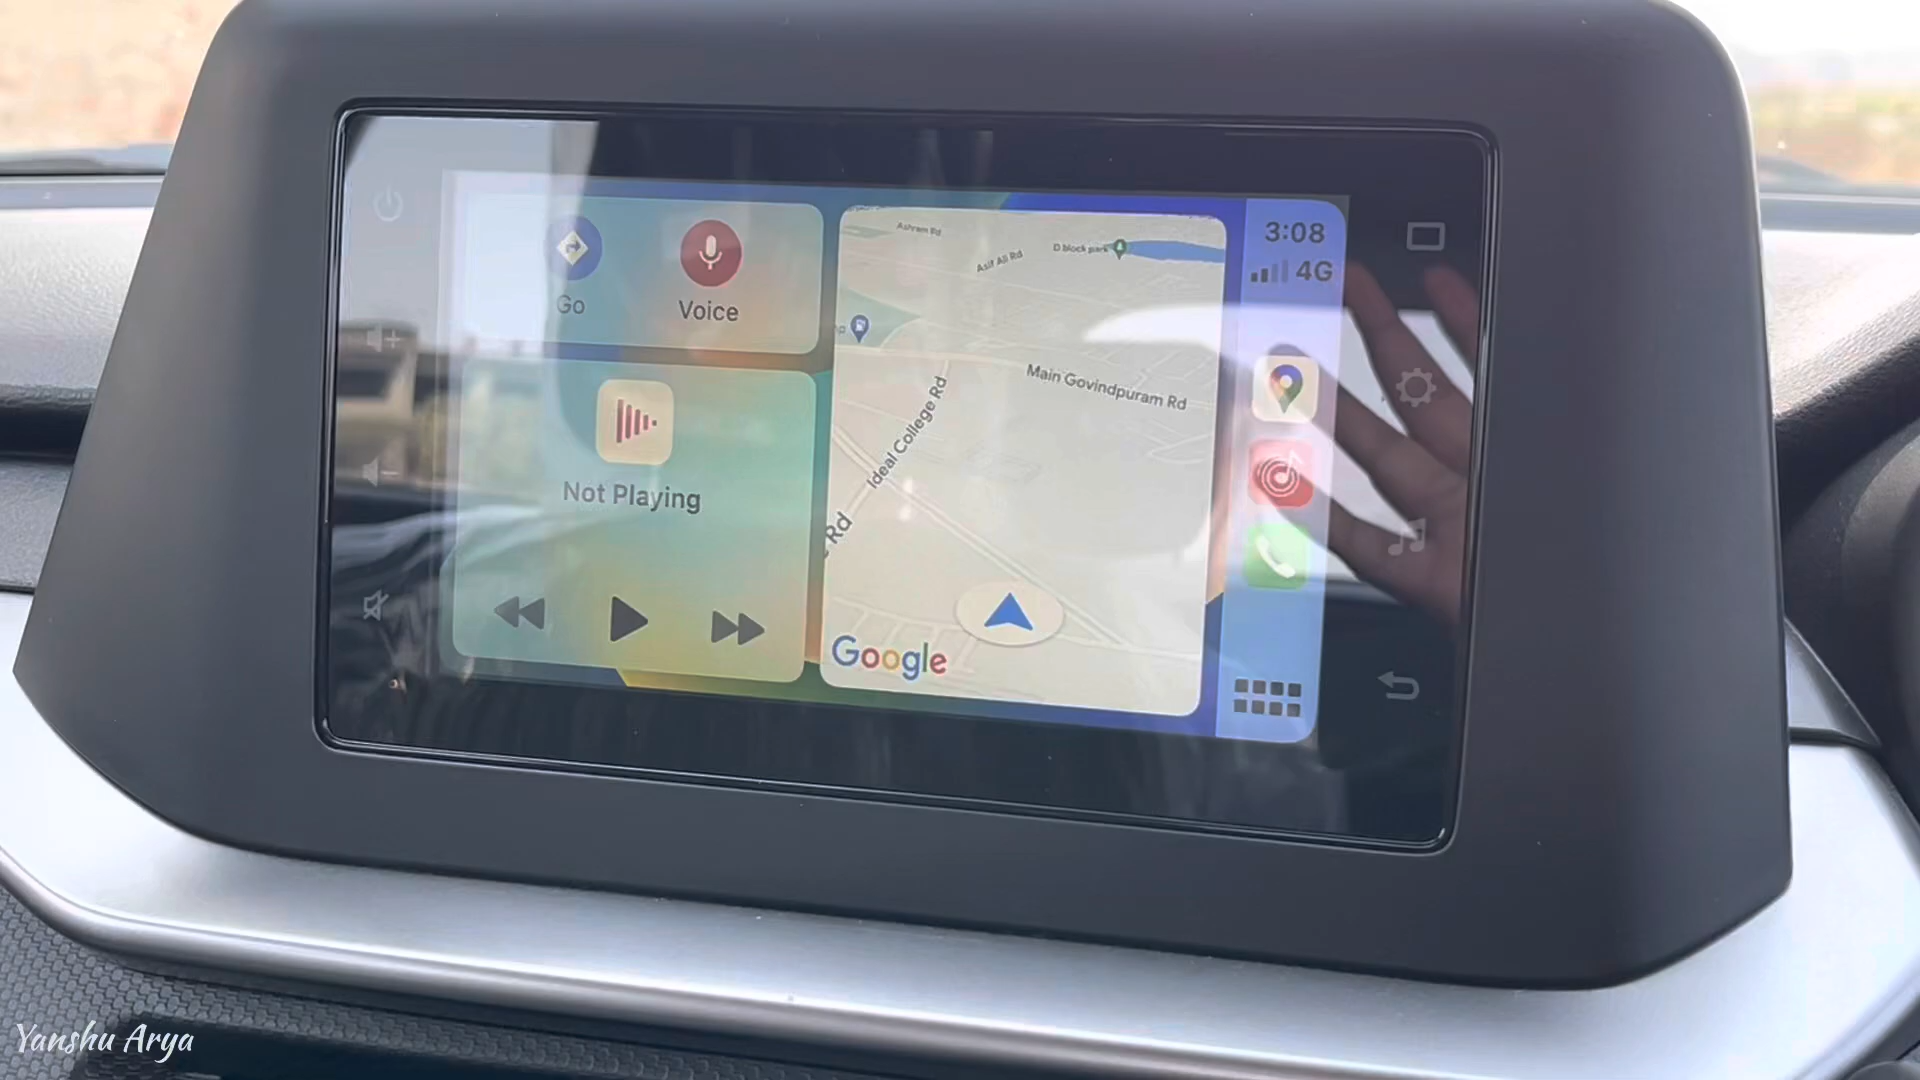 Go
Voice
Not Playing
Ashram Rd
Asif Ali Rd
D block park
Main Govindpuram Rd
Ideal College Rd
Rd
Google
3:08
4G
Yanshu Arya